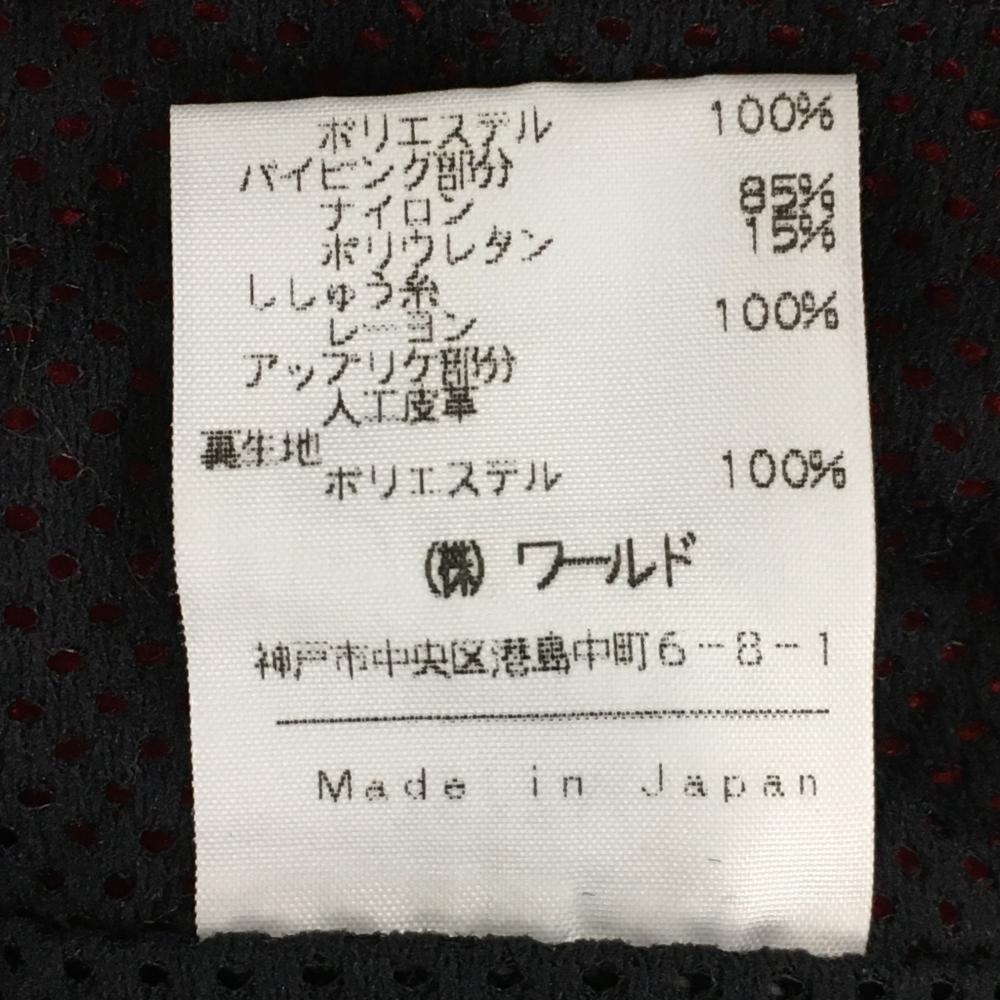 ポリエステル 100%
パイピング部分
ナイロン 85%
ポリウレタン 15%
ししゅう糸
レーヨン 100%
アップリケ部分
人工皮革
裏生地
ポリエステル 100%
(株) ワールド
神戸市中央区港島中町6-8-1
Made in Japan